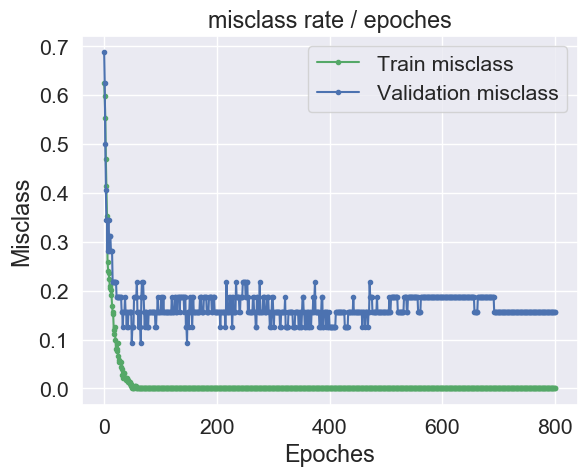 misclass rate / epoches
Train misclass
Validation misclass
0.7
0.6
0.5
0.4
0.3
0.2
0.1
0.0
Misclass
0 200 400 600 800
Epoches